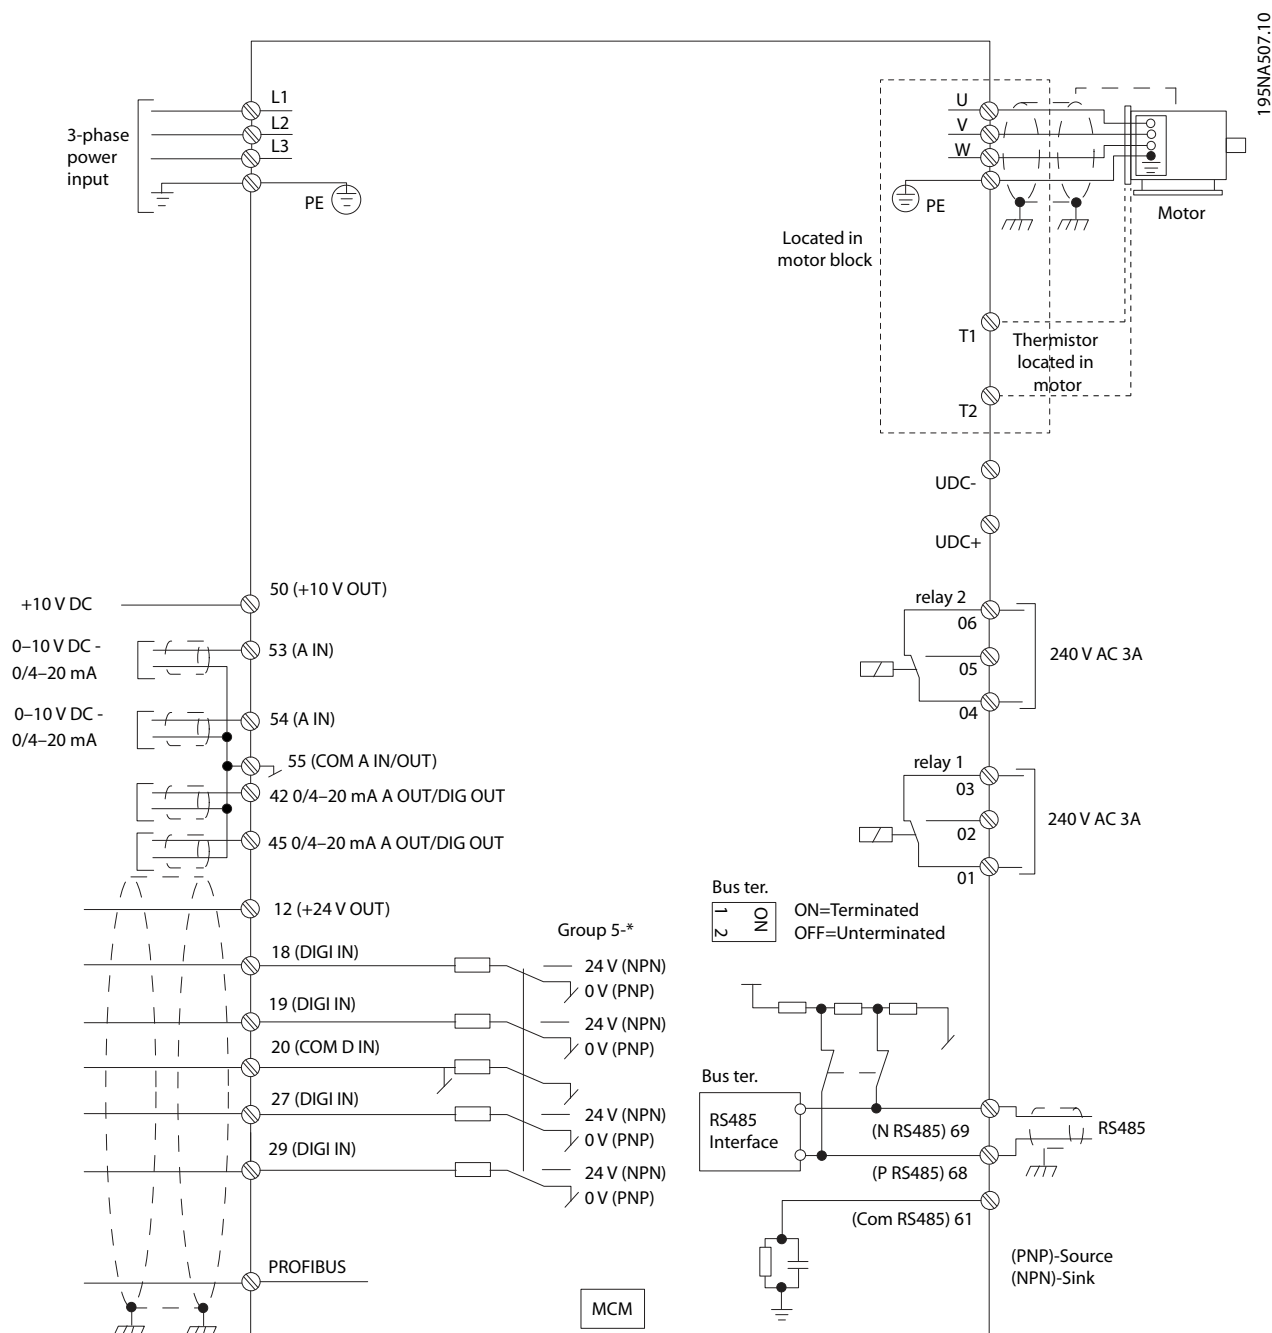 195NA507.10
3-phase
power
input
L1
L2
L3
PE
U
V
W
PE
Motor
Located in
motor block
T1
Thermistor
located in
motor
T2
UDC-
UDC+
+10 V DC
50 (+10 V OUT)
0–10 V DC -
0/4–20 mA
53 (A IN)
0–10 V DC -
0/4–20 mA
54 (A IN)
55 (COM A IN/OUT)
42 0/4–20 mA A OUT/DIG OUT
45 0/4–20 mA A OUT/DIG OUT
relay 2
06
05
04
240 V AC 3A
relay 1
03
02
01
240 V AC 3A
Bus ter.
1 2 ON
ON=Terminated
OFF=Unterminated
12 (+24 V OUT)
Group 5-*
18 (DIGI IN)
24 V (NPN)
0 V (PNP)
19 (DIGI IN)
24 V (NPN)
0 V (PNP)
20 (COM D IN)
27 (DIGI IN)
24 V (NPN)
0 V (PNP)
29 (DIGI IN)
24 V (NPN)
0 V (PNP)
Bus ter.
RS485
Interface
(N RS485) 69
RS485
(P RS485) 68
(Com RS485) 61
(PNP)-Source
(NPN)-Sink
PROFIBUS
MCM